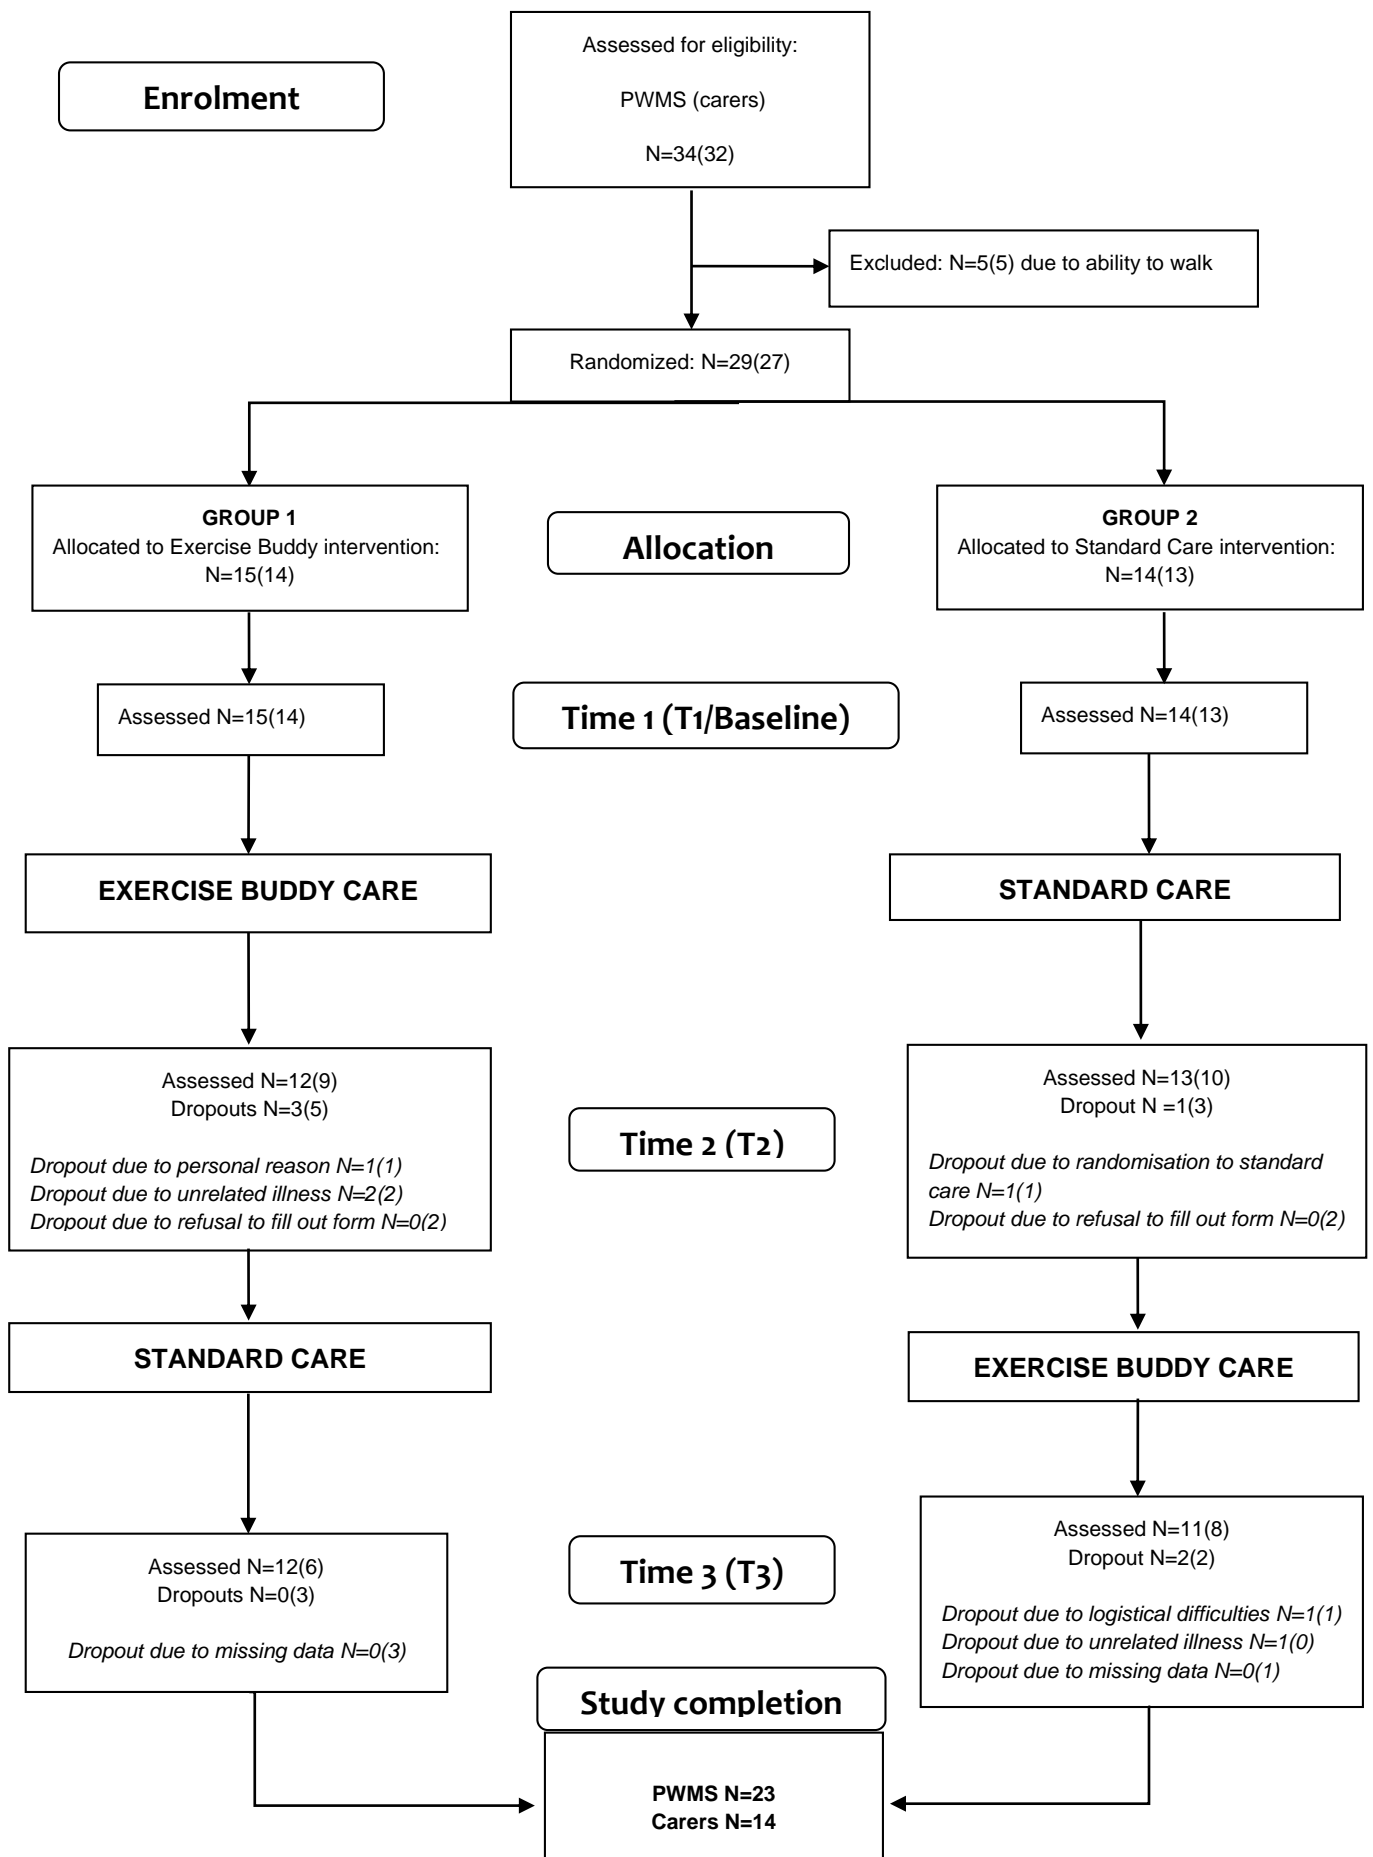 Assessed for eligibility:
PWMS (carers)
N=34(32)
Enrolment
Excluded: N=5(5) due to ability to walk
Randomized: N=29(27)
GROUP 1
Allocated to Exercise Buddy intervention:
N=15(14)
Allocation
GROUP 2
Allocated to Standard Care intervention:
N=14(13)
Assessed N=15(14)
Time 1 (T1/Baseline)
Assessed N=14(13)
EXERCISE BUDDY CARE
STANDARD CARE
Assessed N=12(9)
Dropouts N=3(5)
Dropout due to personal reason N=1(1)
Dropout due to unrelated illness N=2(2)
Dropout due to refusal to fill out form N=0(2)
Time 2 (T2)
Assessed N=13(10)
Dropout N =1(3)
Dropout due to randomisation to standard
care N=1(1)
Dropout due to refusal to fill out form N=0(2)
STANDARD CARE
EXERCISE BUDDY CARE
Assessed N=12(6)
Dropouts N=0(3)
Dropout due to missing data N=0(3)
Time 3 (T3)
Assessed N=11(8)
Dropout N=2(2)
Dropout due to logistical difficulties N=1(1)
Dropout due to unrelated illness N=1(0)
Dropout due to missing data N=0(1)
Study completion
PWMS N=23
Carers N=14